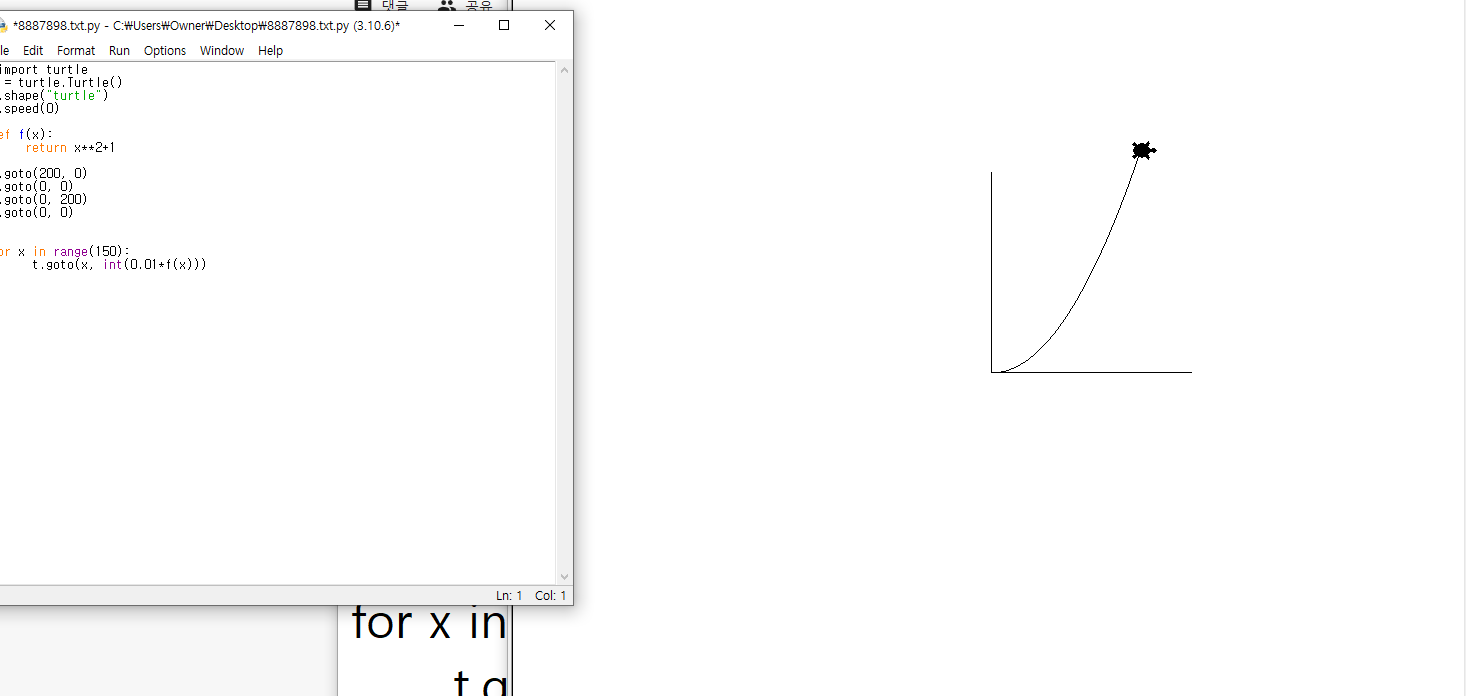 댓글 공유
*8887898.txt.py - C:₩Users₩Owner₩Desktop₩8887898.txt.py (3.10.6)*
le Edit Format Run Options Window Help
import turtle
= turtle.Turtle()
.shape("turtle")
.speed(0)
ef f(x):
return x**2+1
.goto(200, 0)
.goto(0, 0)
.goto(0, 200)
.goto(0, 0)
or x in range(150):
t.goto(x, int(0.01*f(x)))
Ln: 1 Col: 1
for x in
t.g